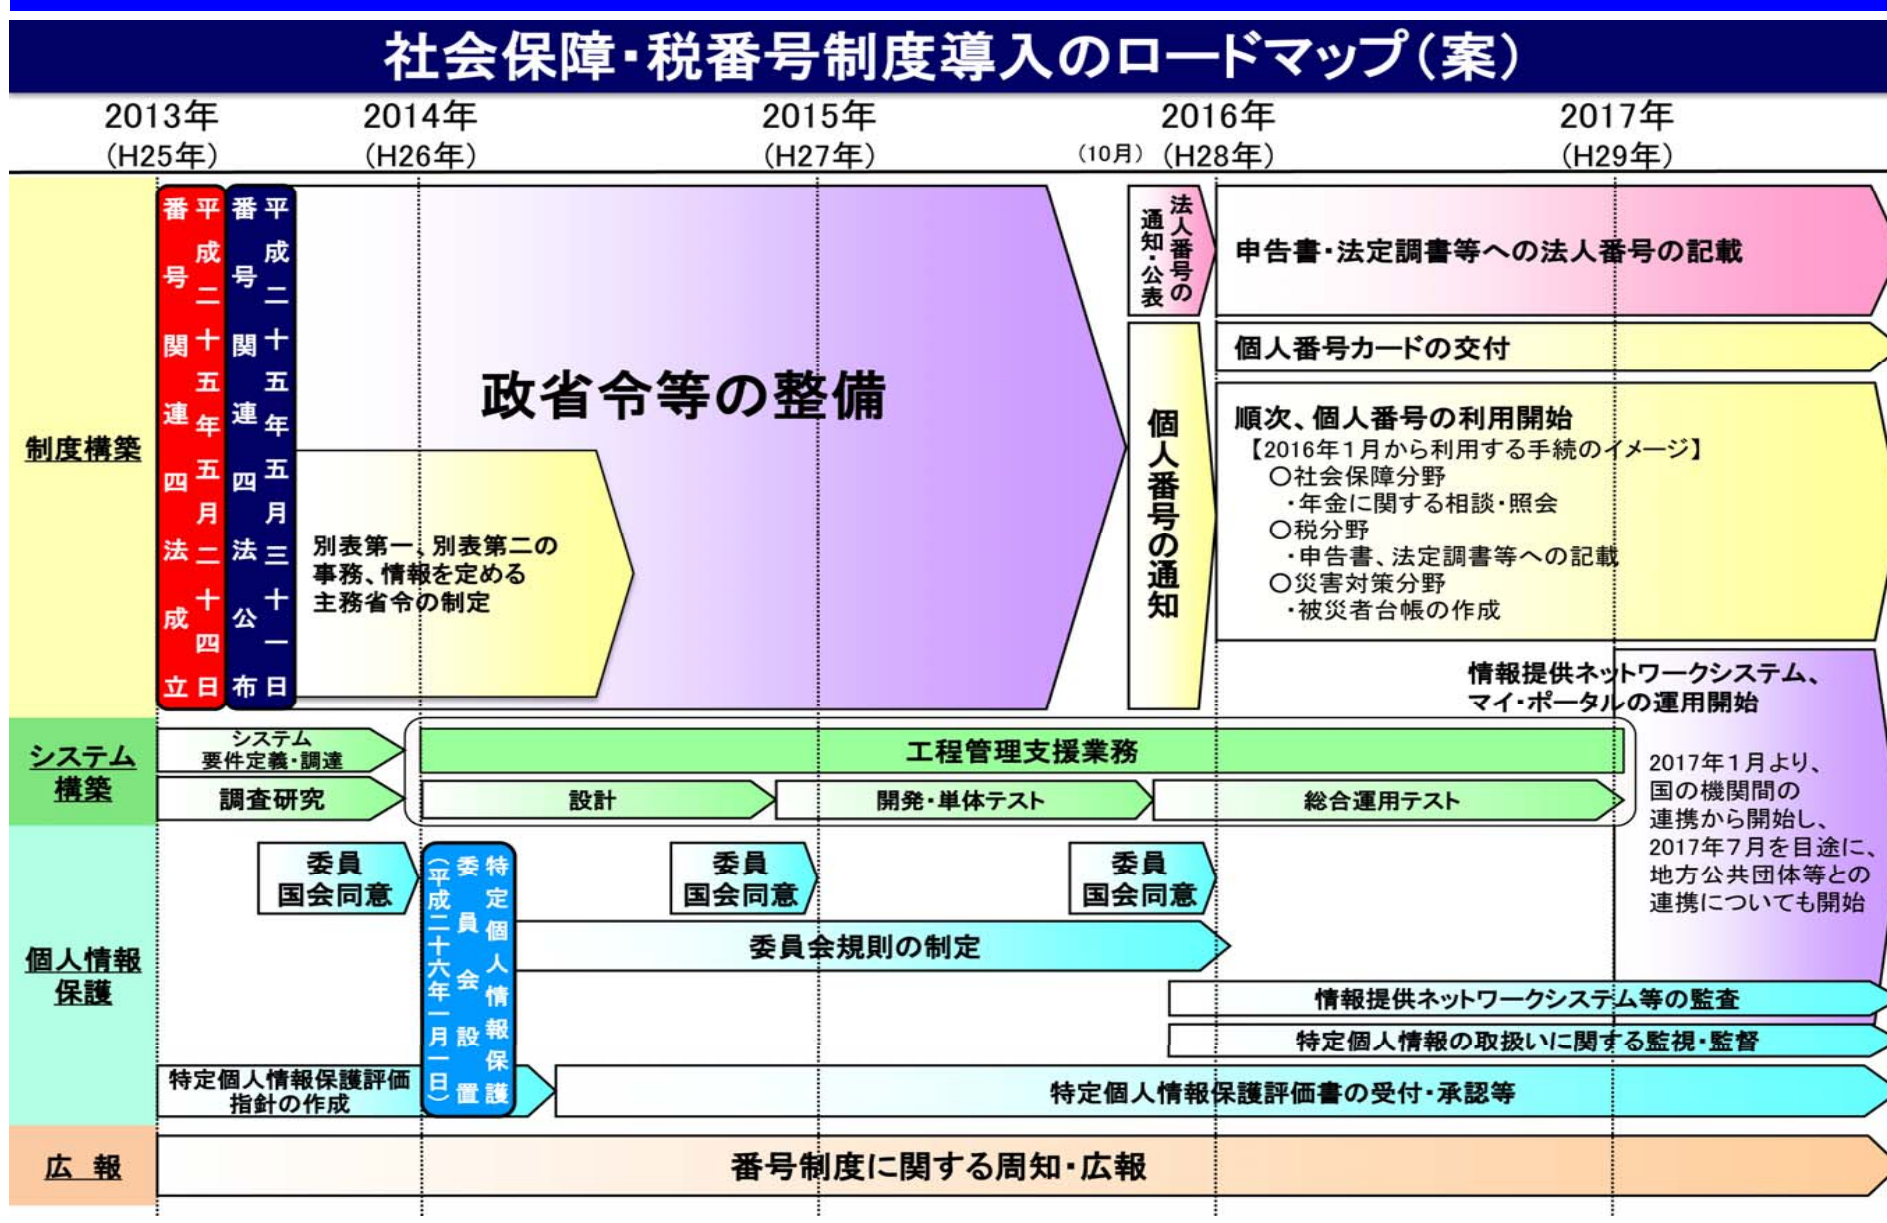 社会保障・税番号制度導入のロードマップ(案)
2013年
(H25年)
2014年
(H26年)
2015年
(H27年)
(10月)
2016年
(H28年)
2017年
(H29年)
制度構築
平成二十五年五月二十四日
番号関連四法成立
平成二十五年五月三十一日
番号関連四法公布
政省令等の整備
別表第一、別表第二の
事務、情報を定める
主務省令の制定
法人番号の
通知・公表
申告書・法定調書等への法人番号の記載
個人番号の通知
個人番号カードの交付
順次、個人番号の利用開始
【2016年1月から利用する手続のイメージ】
○社会保障分野
・年金に関する相談・照会
○税分野
・申告書、法定調書等への記載
○災害対策分野
・被災者台帳の作成
情報提供ネットワークシステム、
マイ・ポータルの運用開始
2017年1月より、
国の機関間の
連携から開始し、
2017年7月を目途に、
地方公共団体等との
連携についても開始
システム
構築
システム
要件定義・調達
工程管理支援業務
調査研究
設計
開発・単体テスト
総合運用テスト
個人情報
保護
委員
国会同意
特定個人情報保護
委員会設置
(平成二十六年一月一日)
委員
国会同意
委員
国会同意
委員会規則の制定
情報提供ネットワークシステム等の監査
特定個人情報の取扱いに関する監視・監督
特定個人情報保護評価
指針の作成
特定個人情報保護評価書の受付・承認等
広 報
番号制度に関する周知・広報